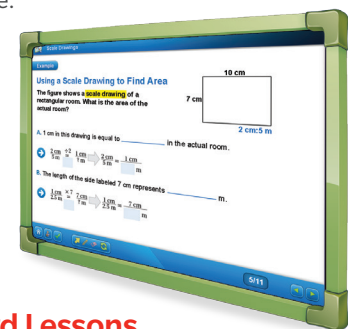 e.
Scale Drawings
Example
Using a Scale Drawing to Find Area
The figure shows a scale drawing of a
rectangular room. What is the area of the
actual room?
10 cm
7 cm
2 cm:5 m
A. 1 cm in this drawing is equal to ________ in the actual room.
2 cm ÷2 1 cm 2 cm = 1 cm
5 m = ? m 5 m m
B. The length of the side labeled 7 cm represents ________ m.
1 cm ×7 7 cm 1 cm = 7 cm
2.5 m = ? m 2.5 m m
5/11
d Lessons